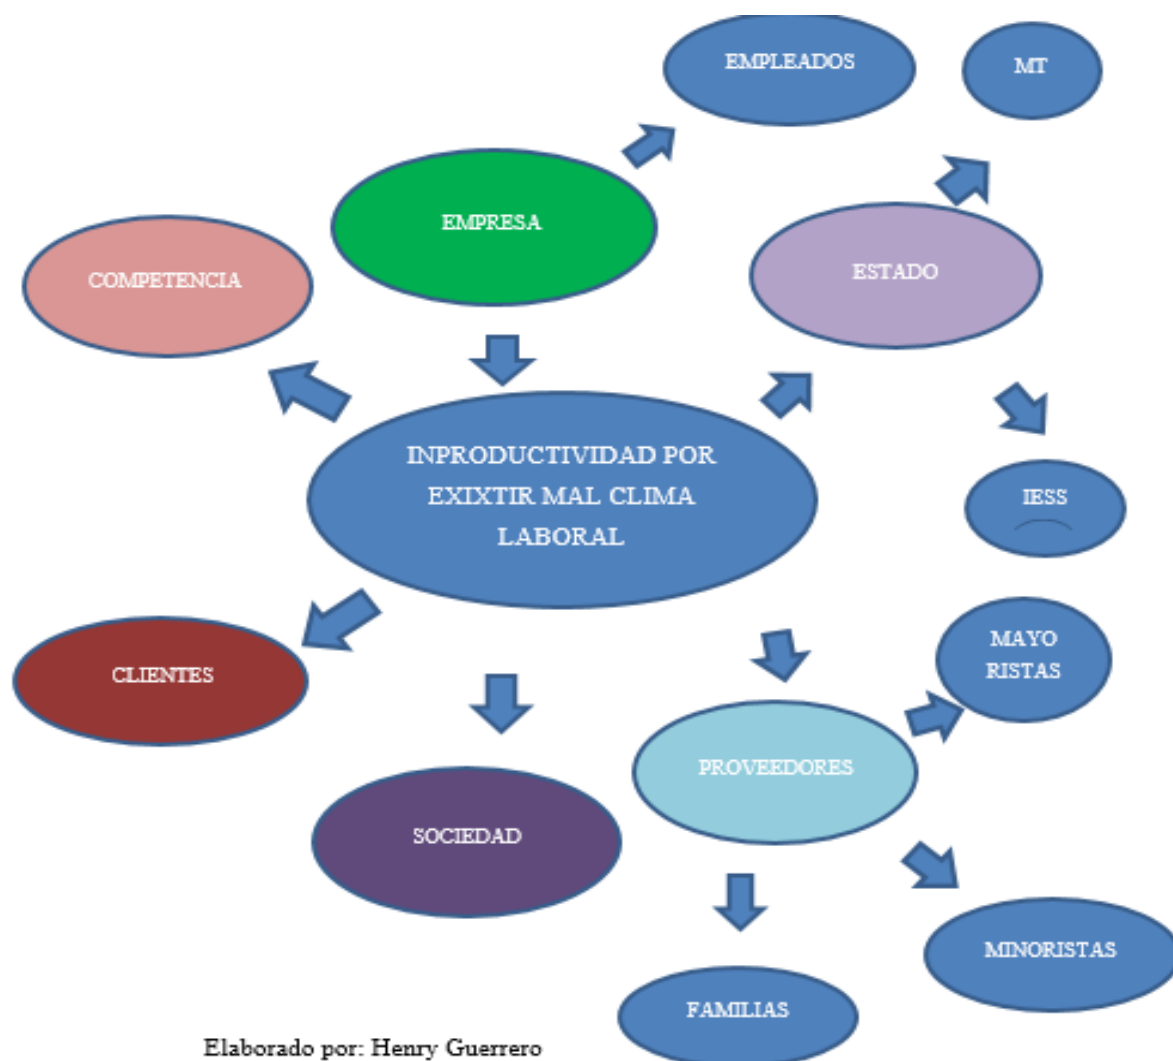 EMPLEADOS
MT
EMPRESA
COMPETENCIA
ESTADO
INPRODUCTIVIDAD POR
EXIXTIR MAL CLIMA
LABORAL
IESS
CLIENTES
MAYO
RISTAS
PROVEEDORES
SOCIEDAD
MINORISTAS
FAMILIAS
Elaborado por: Henry Guerrero